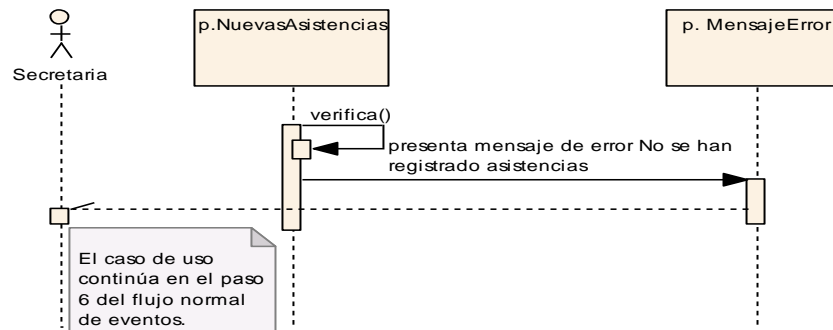 p.NuevasAsistencias
p. MensajeError
Secretaria
verifica()
presenta mensaje de error No se han
registrado asistencias
El caso de uso
continúa en el paso
6 del flujo normal
de eventos.